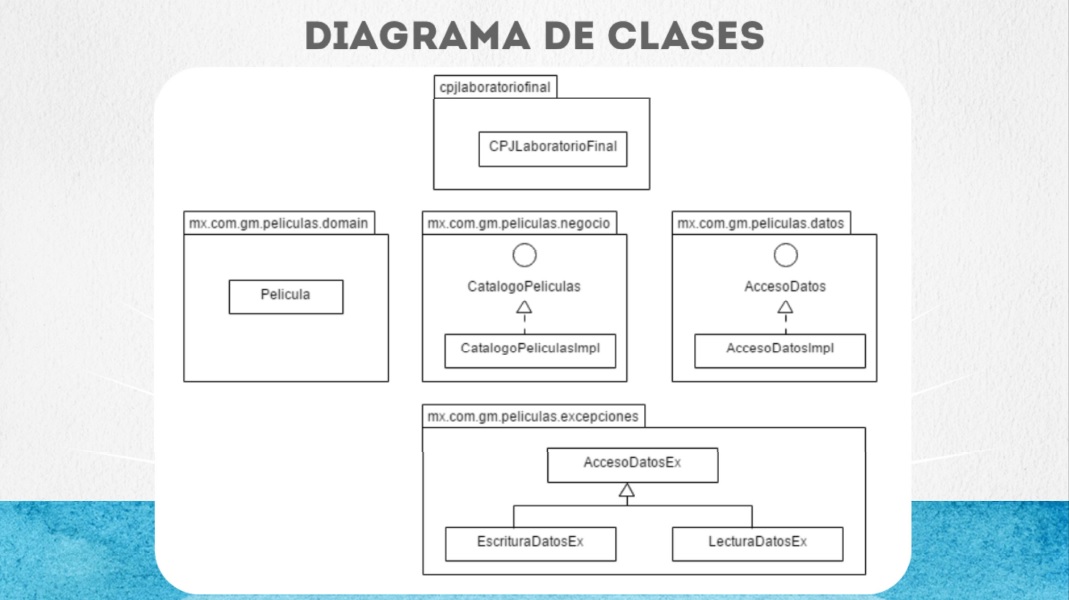 DIAGRAMA DE CLASES
cpjlaboratoriofinal
CPJLaboratorioFinal
mx.com.gm.peliculas.domain
Pelicula
mx.com.gm.peliculas.negocio
CatalogoPeliculas
CatalogoPeliculasImpl
mx.com.gm.peliculas.datos
AccesoDatos
AccesoDatosImpl
mx.com.gm.peliculas.excepciones
AccesoDatosEx
EscrituraDatosEx
LecturaDatosEx